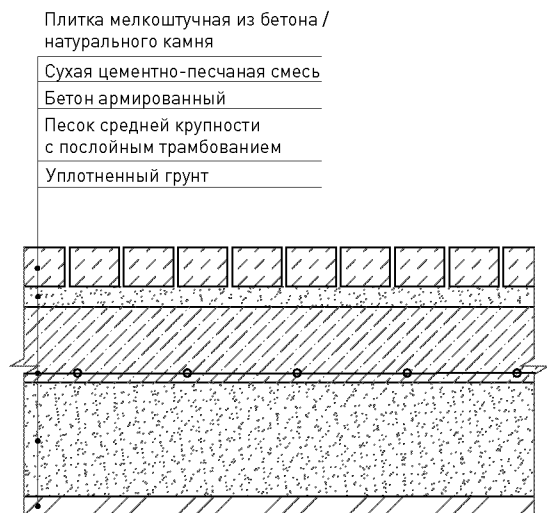 Плитка мелкоштучная из бетона /
натурального камня
Сухая цементно-песчаная смесь
Бетон армированный
Песок средней крупности
с послойным трамбованием
Уплотненный грунт